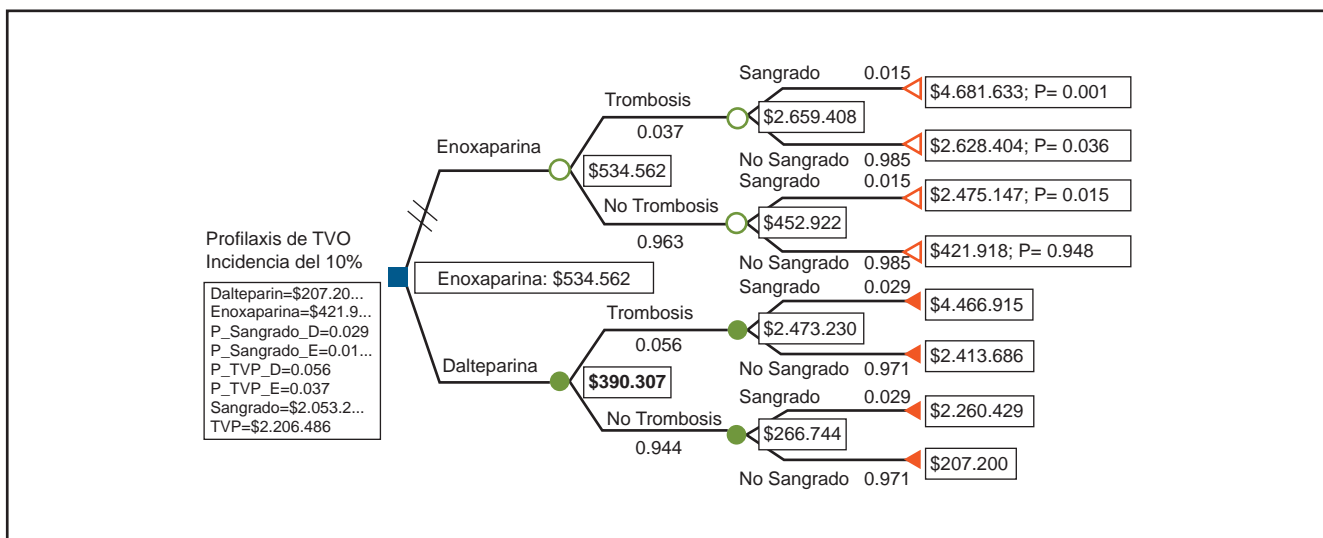 Profilaxis de TVO
Incidencia del 10%
Dalteparin=$207.20...
Enoxaparina=$421.9...
P_Sangrado_D=0.029
P_Sangrado_E=0.01...
P_TVP_D=0.056
P_TVP_E=0.037
Sangrado=$2.053.2...
TVP=$2.206.486
Enoxaparina: $534.562
Enoxaparina
$534.562
Trombosis
0.037
$2.659.408
Sangrado 0.015
$4.681.633; P= 0.001
No Sangrado 0.985
$2.628.404; P= 0.036
No Trombosis
0.963
$452.922
Sangrado 0.015
$2.475.147; P= 0.015
No Sangrado 0.985
$421.918; P= 0.948
Dalteparina
$390.307
Trombosis
0.056
$2.473.230
Sangrado 0.029
$4.466.915
No Sangrado 0.971
$2.413.686
No Trombosis
0.944
$266.744
Sangrado 0.029
$2.260.429
No Sangrado 0.971
$207.200